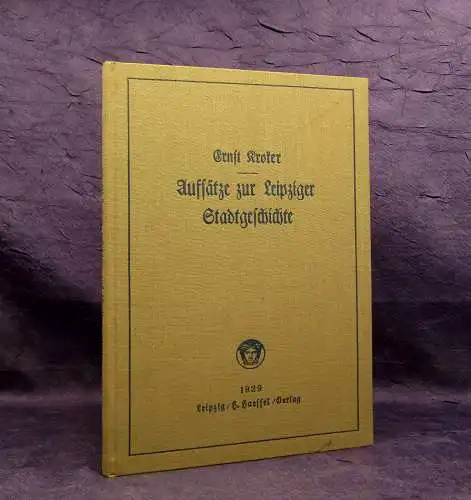 Ernst Kroker
Aufsätze zur Leipziger
Stadtgeschichte
1929
Leipzig / H. Haessel / Verlag